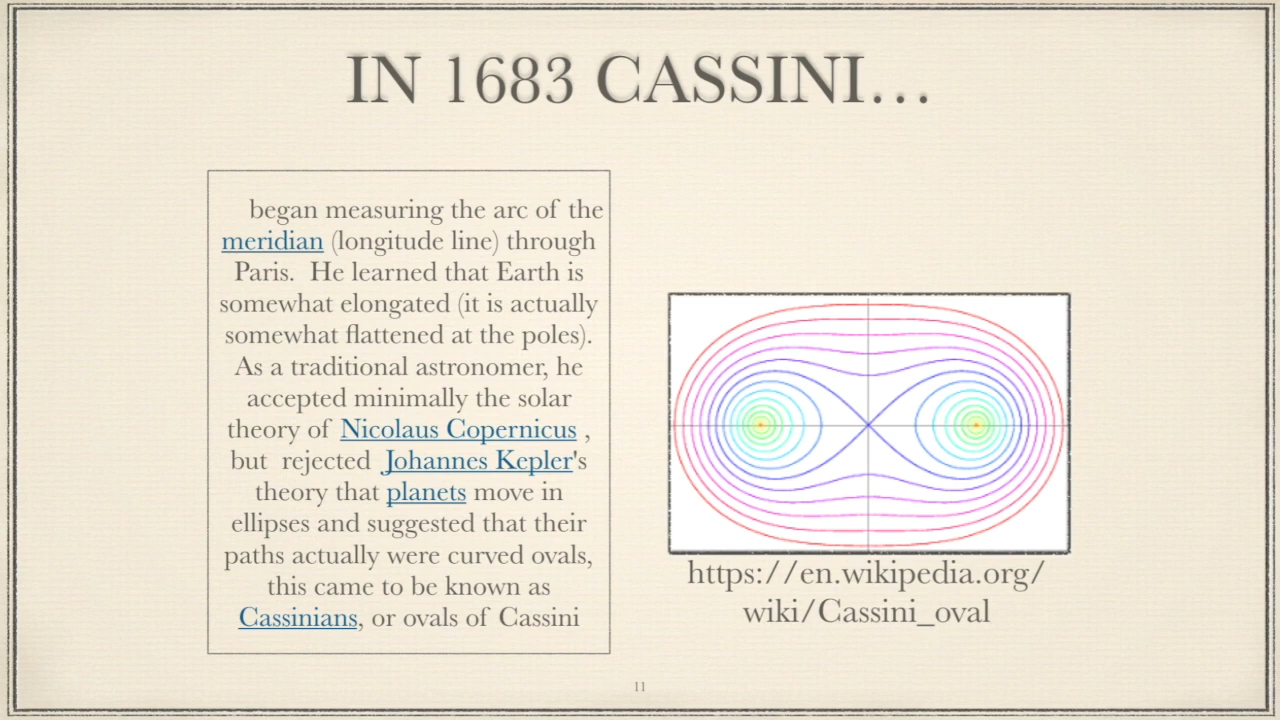 IN 1683 CASSINI…
began measuring the arc of the
meridian (longitude line) through
Paris. He learned that Earth is
somewhat elongated (it is actually
somewhat flattened at the poles).
As a traditional astronomer, he
accepted minimally the solar
theory of Nicolaus Copernicus ,
but rejected Johannes Kepler's
theory that planets move in
ellipses and suggested that their
paths actually were curved ovals,
this came to be known as
Cassinians, or ovals of Cassini
https://en.wikipedia.org/
wiki/Cassini_oval
11